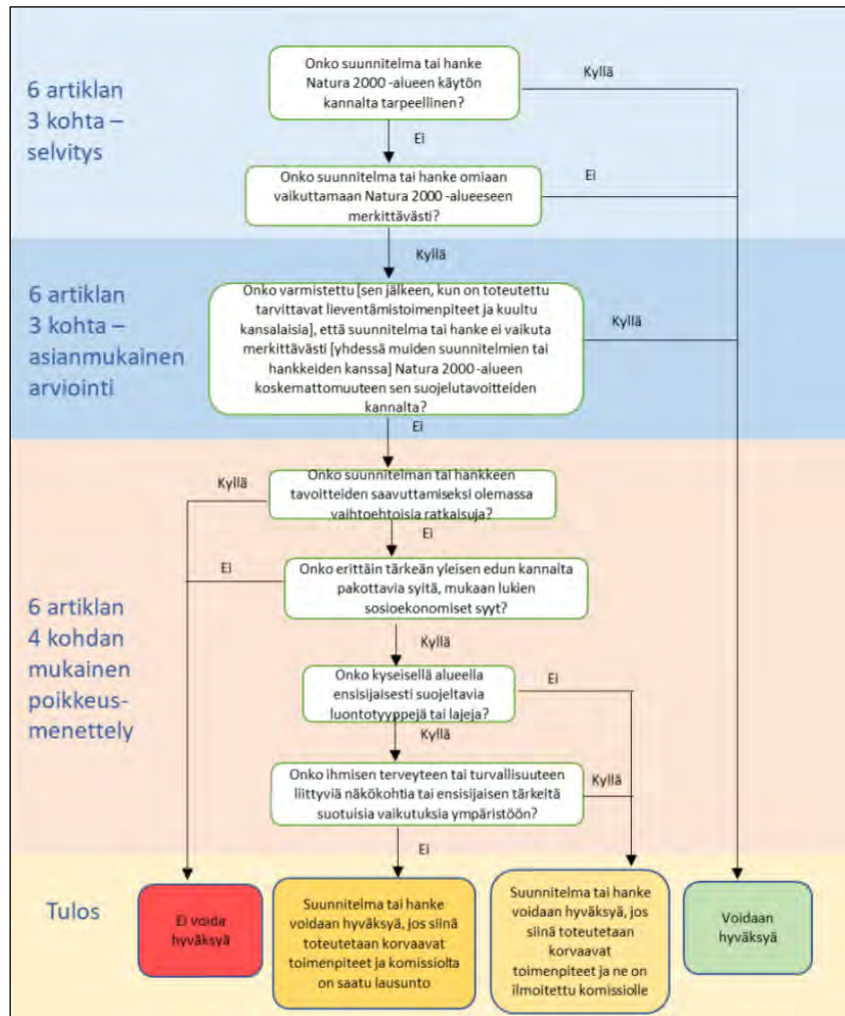 6 artiklan
3 kohta –
selvitys
Onko suunnitelma tai hanke
Natura 2000 -alueen käytön
kannalta tarpeellinen?
Kyllä
Ei
Onko suunnitelma tai hanke omiaan
vaikuttamaan Natura 2000 -alueeseen
merkittävästi?
Ei
Kyllä
6 artiklan
3 kohta –
asianmukainen
arviointi
Onko varmistettu [sen jälkeen, kun on toteutettu
tarvittavat lieventämistoimenpiteet ja kuultu
kansalaisia], että suunnitelma tai hanke ei vaikuta
merkittävästi [yhdessä muiden suunnitelmien tai
hankkeiden kanssa] Natura 2000 -alueen
koskemattomuuteen sen suojelutavoitteiden
kannalta?
Kyllä
Ei
6 artiklan
4 kohdan
mukainen
poikkeus-
menettely
Onko suunnitelman tai hankkeen
tavoitteiden saavuttamiseksi olemassa
vaihtoehtoisia ratkaisuja?
Kyllä
Ei
Onko erittäin tärkeän yleisen edun kannalta
pakottavia syitä, mukaan lukien
sosioekonomiset syyt?
Ei
Kyllä
Onko kyseisellä alueella
ensisijaisesti suojeltavia
luontotyyppejä tai lajeja?
Ei
Kyllä
Onko ihmisen terveyteen tai turvallisuuteen
liittyviä näkökohtia tai ensisijaisen tärkeitä
suotuisia vaikutuksia ympäristöön?
Kyllä
Ei
Tulos
Ei voida
hyväksyä
Suunnitelma tai hanke
voidaan hyväksyä, jos siinä
toteutetaan korvaavat
toimenpiteet ja komissiolta
on saatu lausunto
Suunnitelma tai hanke
voidaan hyväksyä, jos
siinä toteutetaan
korvaavat
toimenpiteet ja ne on
ilmoitettu komissiolle
Voidaan
hyväksyä